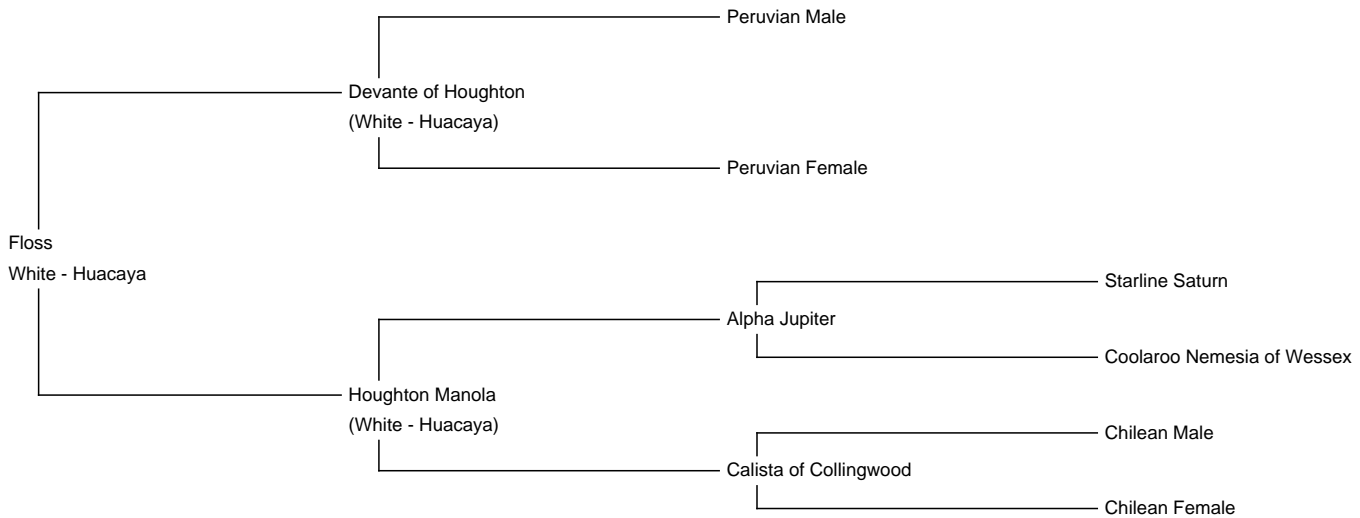 Peruvian Male
Devante of Houghton
(White - Huacaya)
Peruvian Female
Floss
White - Huacaya
Starline Saturn
Alpha Jupiter
Coolaroo Nemesia of Wessex
Houghton Manola
(White - Huacaya)
Chilean Male
Calista of Collingwood
Chilean Female